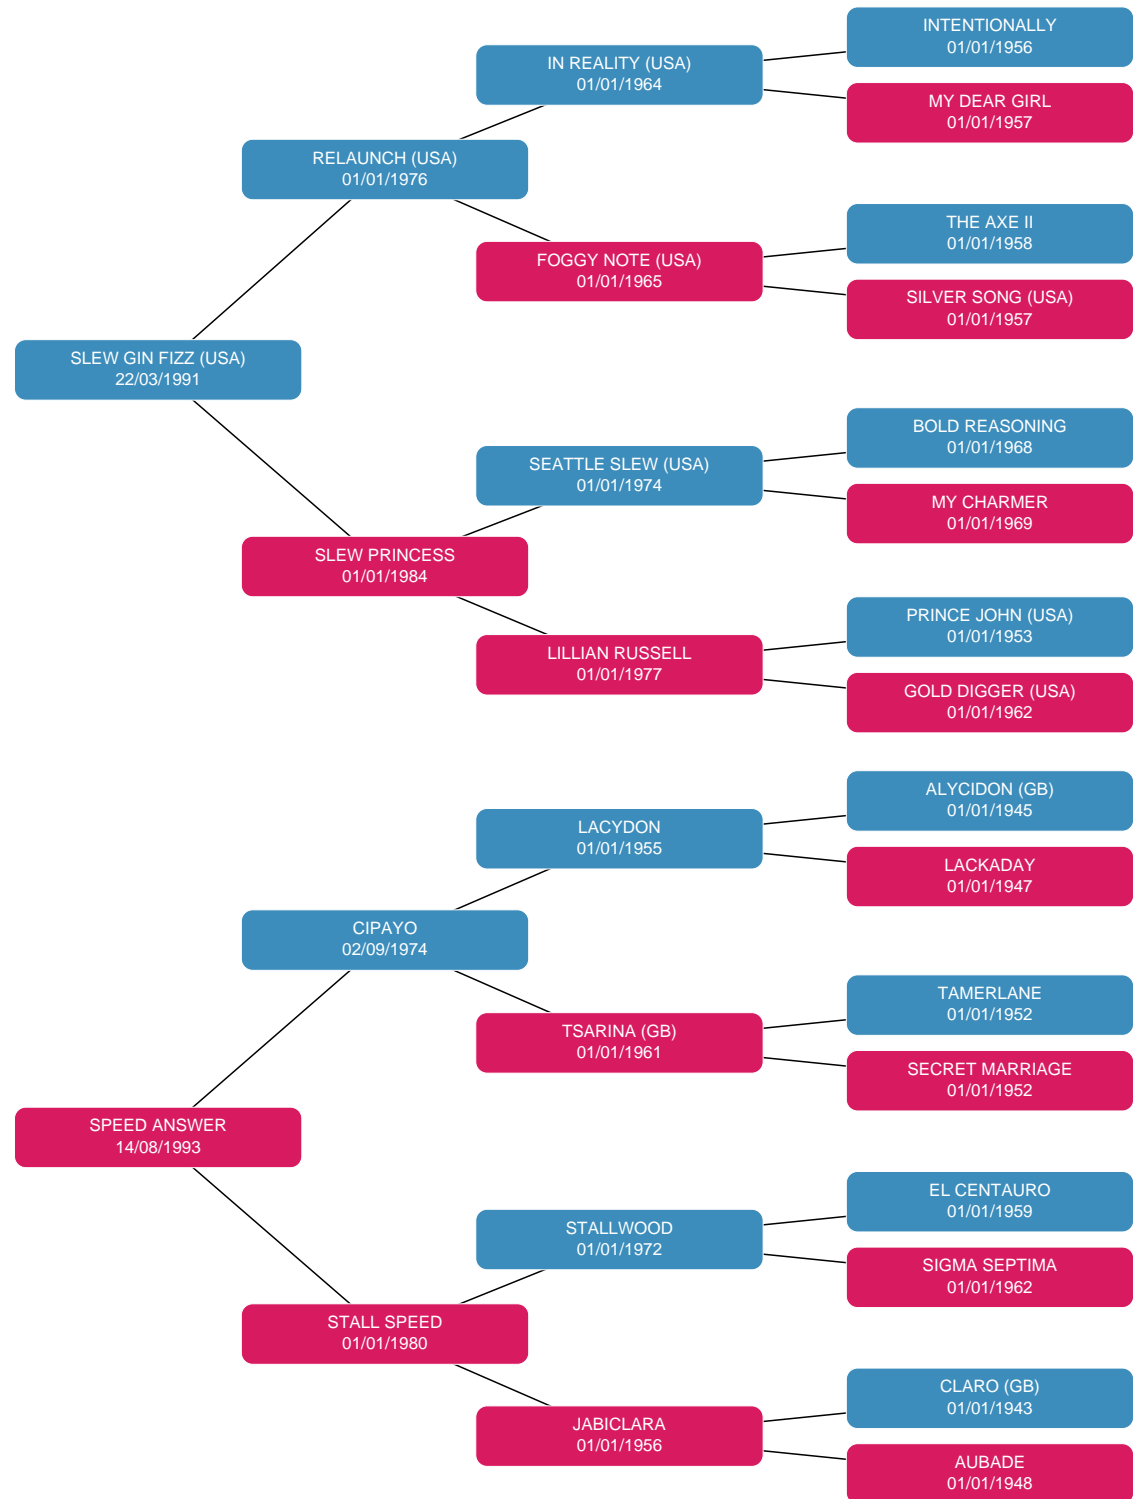 INTENTIONALLY
01/01/1956
IN REALITY (USA)
01/01/1964
MY DEAR GIRL
01/01/1957
RELAUNCH (USA)
01/01/1976
THE AXE II
01/01/1958
FOGGY NOTE (USA)
01/01/1965
SILVER SONG (USA)
01/01/1957
SLEW GIN FIZZ (USA)
22/03/1991
BOLD REASONING
01/01/1968
SEATTLE SLEW (USA)
01/01/1974
MY CHARMER
01/01/1969
SLEW PRINCESS
01/01/1984
PRINCE JOHN (USA)
01/01/1953
LILLIAN RUSSELL
01/01/1977
GOLD DIGGER (USA)
01/01/1962
ALYCIDON (GB)
01/01/1945
LACYDON
01/01/1955
LACKADAY
01/01/1947
CIPAYO
02/09/1974
TAMERLANE
01/01/1952
TSARINA (GB)
01/01/1961
SECRET MARRIAGE
01/01/1952
SPEED ANSWER
14/08/1993
EL CENTAURO
01/01/1959
STALLWOOD
01/01/1972
SIGMA SEPTIMA
01/01/1962
STALL SPEED
01/01/1980
CLARO (GB)
01/01/1943
JABICLARA
01/01/1956
AUBADE
01/01/1948